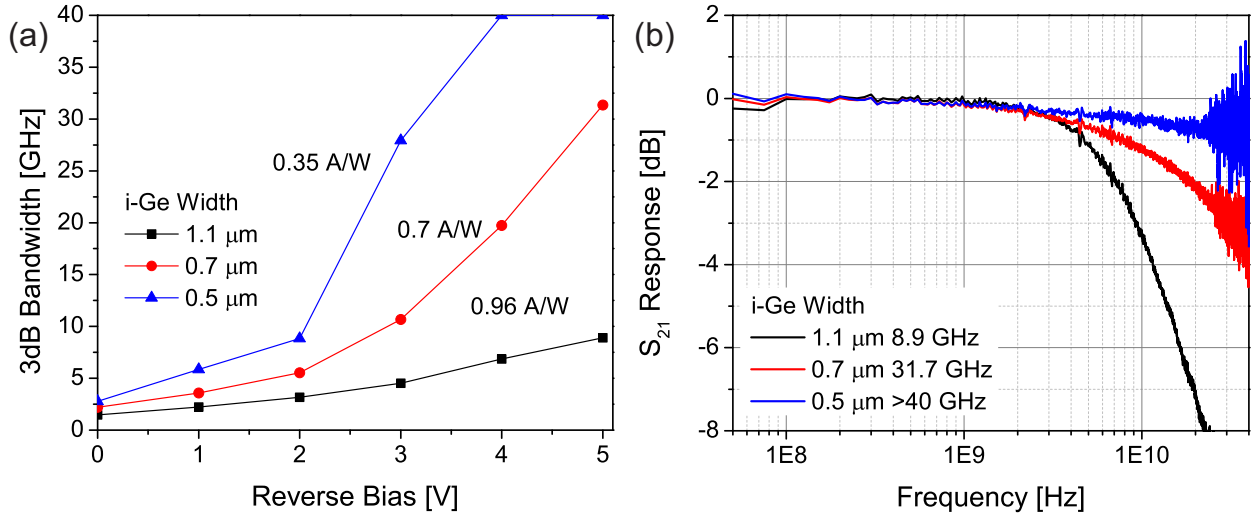 (a)
3dB Bandwidth [GHz]
40
35
30
25
20
15
10
5
0
0.35 A/W
0.7 A/W
0.96 A/W
i-Ge Width
1.1 μm
0.7 μm
0.5 μm
0 1 2 3 4 5
Reverse Bias [V]
(b)
S21 Response [dB]
2
0
-2
-4
-6
-8
i-Ge Width
1.1 μm 8.9 GHz
0.7 μm 31.7 GHz
0.5 μm >40 GHz
1E8 1E9 1E10
Frequency [Hz]